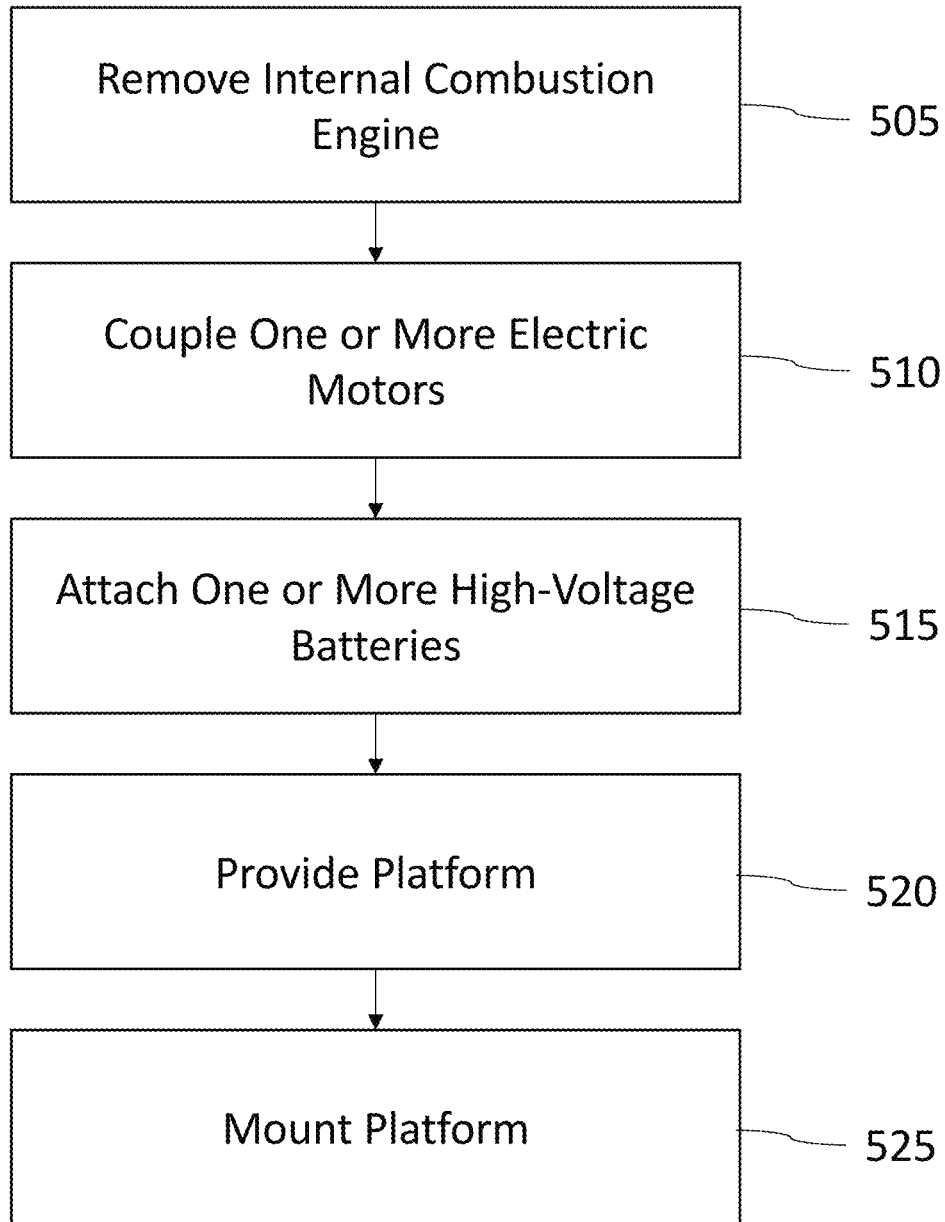 Remove Internal Combustion
Engine
505
Couple One or More Electric
Motors
510
Attach One or More High-Voltage
Batteries
515
Provide Platform
520
Mount Platform
525